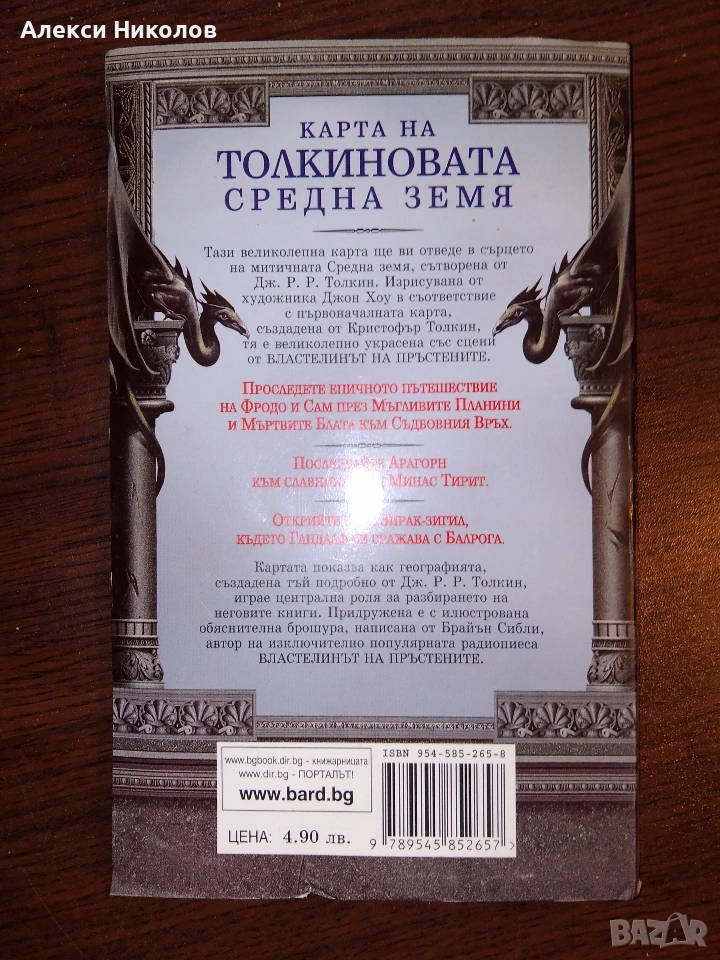 Алекси Николов
КАРТА НА
ТОЛКИНОВАТА
СРЕДНА ЗЕМЯ
Тази великолепна карта ще ви отведе в сърцето
на митичната Средна земя, сътворена от
Дж. Р. Р. Толкин. Изрисувана от
художника Джон Хоу в съответствие
с първоначалната карта,
създадена от Кристофър Толкин,
тя е великолепно украсена със сцени
от ВЛАСТЕЛИНЪТ НА ПРЪСТЕНИТЕ.
Проследете епичното пътешествие
на Фродо и Сам през Мъгливите Планини
и Мъртвите Блата към Съдбовния Връх.
Арагорн
към Минас Тирит.
Открийте Зирак-зигил,
където Гандалф се сражава с Балрога.
Картата показва как географията,
създадена тъй подробно от Дж. Р. Р. Толкин,
играе централна роля за разбирането на
неговите книги. Придружена е с илюстрована
обяснителна брошура, написана от Брайън Сибли,
автор на изключително популярната радиопиеса
ВЛАСТЕЛИНЪТ НА ПРЪСТЕНИТЕ.
www.bgbook.dir.bg - книжарницата
www.dir.bg - ПОРТАЛЪТ!
www.bard.bg
ЦЕНА: 4.90 лв.
ISBN 954-585-265-8
9 789545 852657 >
BAZAR